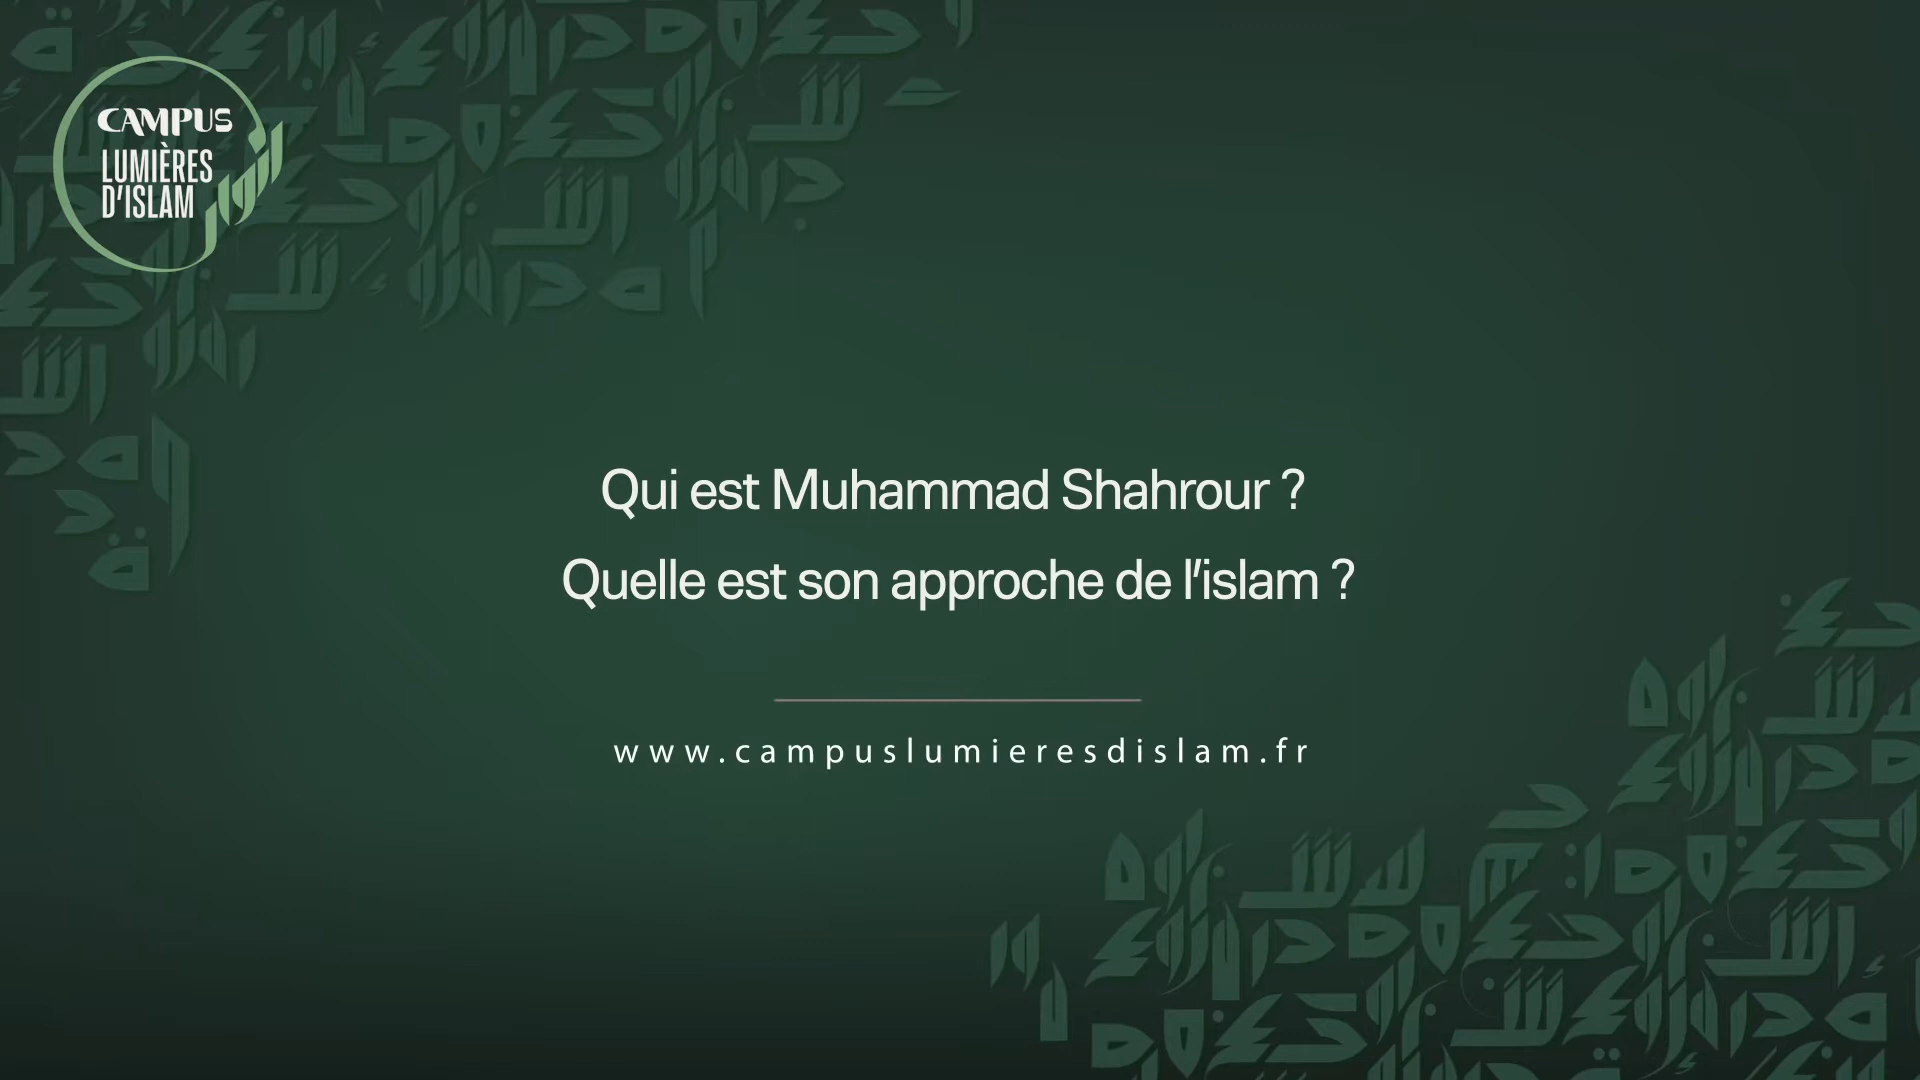 CAMPUS
LUMIÈRES
D'ISLAM
Qui est Muhammad Shahrour ?
Quelle est son approche de l'islam ?
www.campuslumieresdislam.fr